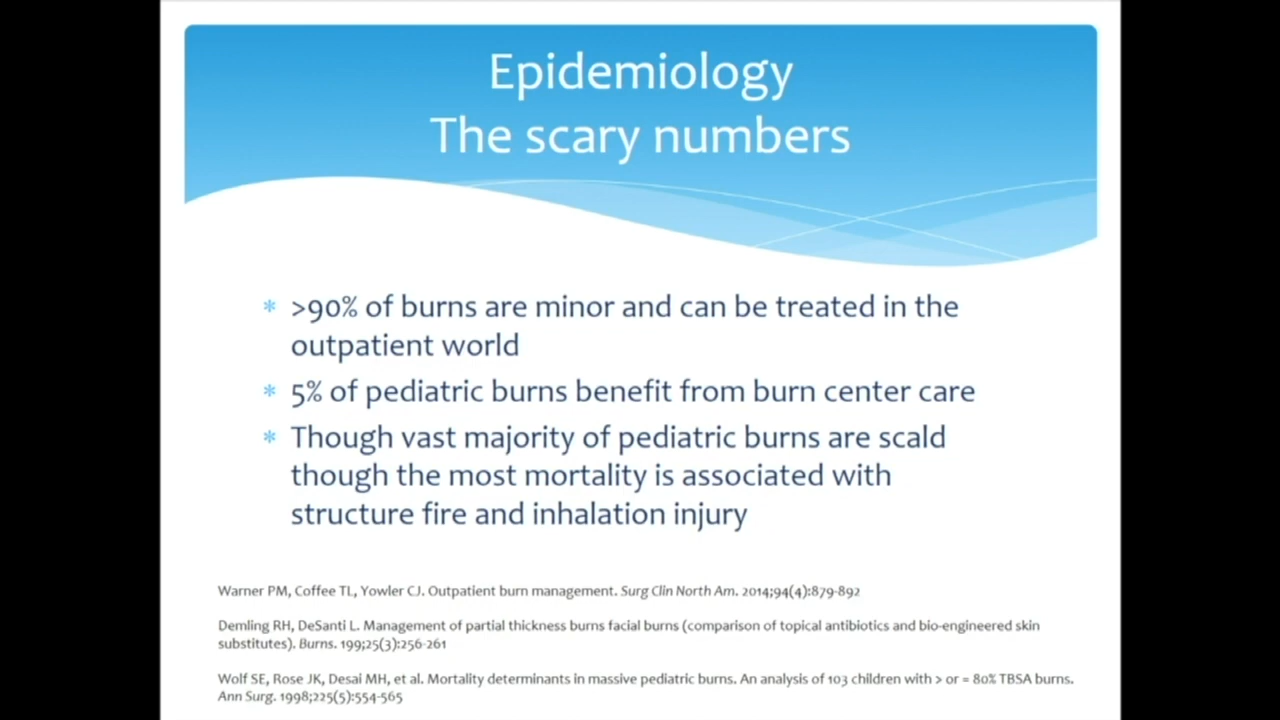 Epidemiology
The scary numbers
* >90% of burns are minor and can be treated in the
outpatient world
* 5% of pediatric burns benefit from burn center care
* Though vast majority of pediatric burns are scald
though the most mortality is associated with
structure fire and inhalation injury
Warner PM, Coffee TL, Yowler CJ. Outpatient burn management. Surg Clin North Am. 2014;94(4):879-892
Demling RH, DeSanti L. Management of partial thickness burns facial burns (comparison of topical antibiotics and bio-engineered skin
substitutes). Burns. 199;25(3):256-261
Wolf SE, Rose JK, Desai MH, et al. Mortality determinants in massive pediatric burns. An analysis of 103 children with > or = 80% TBSA burns.
Ann Surg. 1998;225(5):554-565